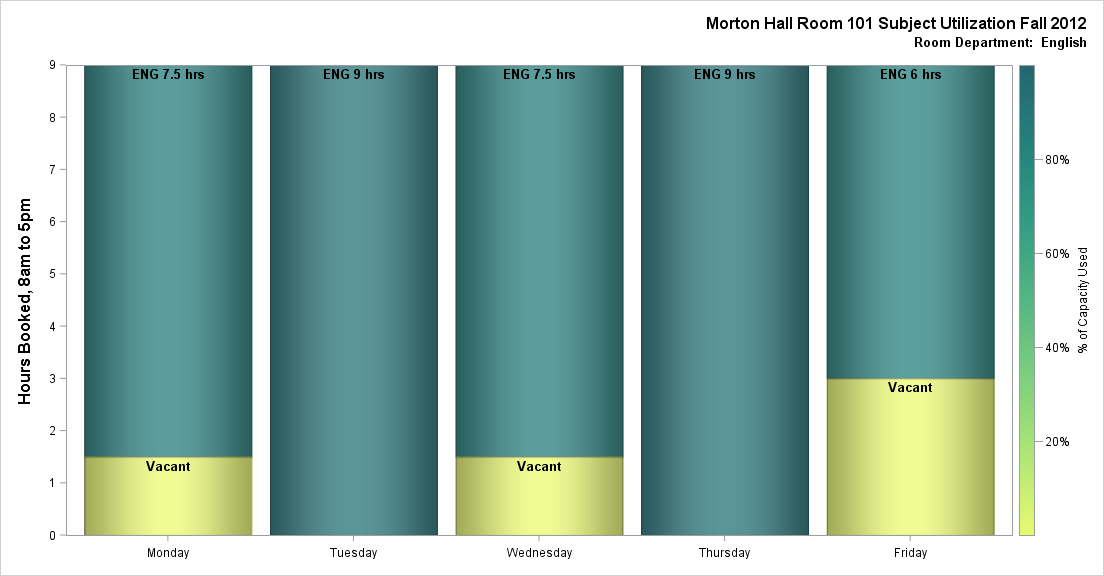 Morton Hall Room 101 Subject Utilization Fall 2012
Room Department: English
Hours Booked, 8am to 5pm
9
8
7
6
5
4
3
2
1
0
ENG 7.5 hrs
ENG 9 hrs
ENG 7.5 hrs
ENG 9 hrs
ENG 6 hrs
Vacant
Vacant
Vacant
Monday
Tuesday
Wednesday
Thursday
Friday
80%
60%
40%
20%
% of Capacity Used